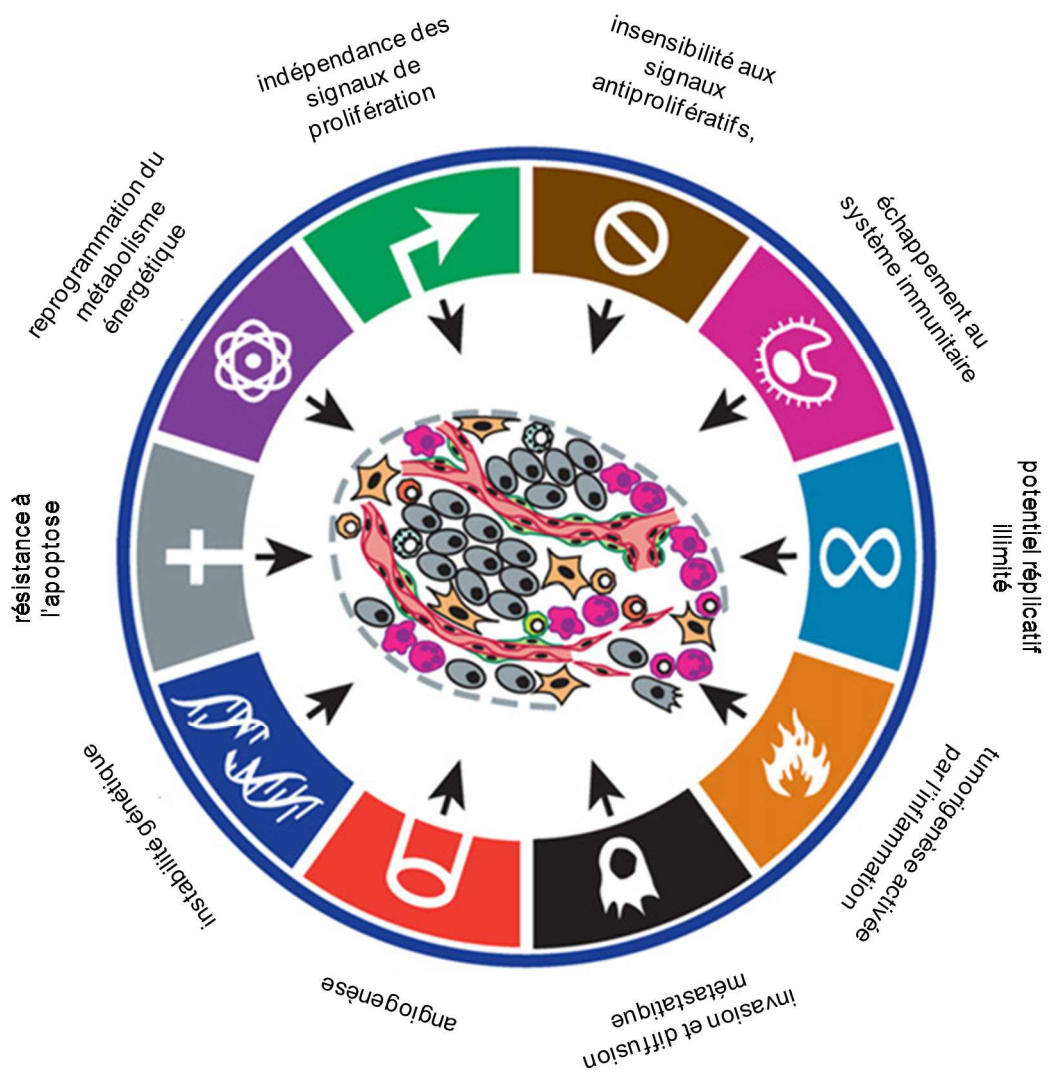 indépendance des
signaux de
prolifération
insensibilité aux
signaux
antiprolifératifs,
échappement au
système immunitaire
potentiel réplicatif
illimité
tumorigenèse activée
par l'inflammation
invasion et diffusion
métastatique
angiogenèse
instabilité génétique
résistance à
l'apoptose
reprogrammation du
métabolisme
énergétique